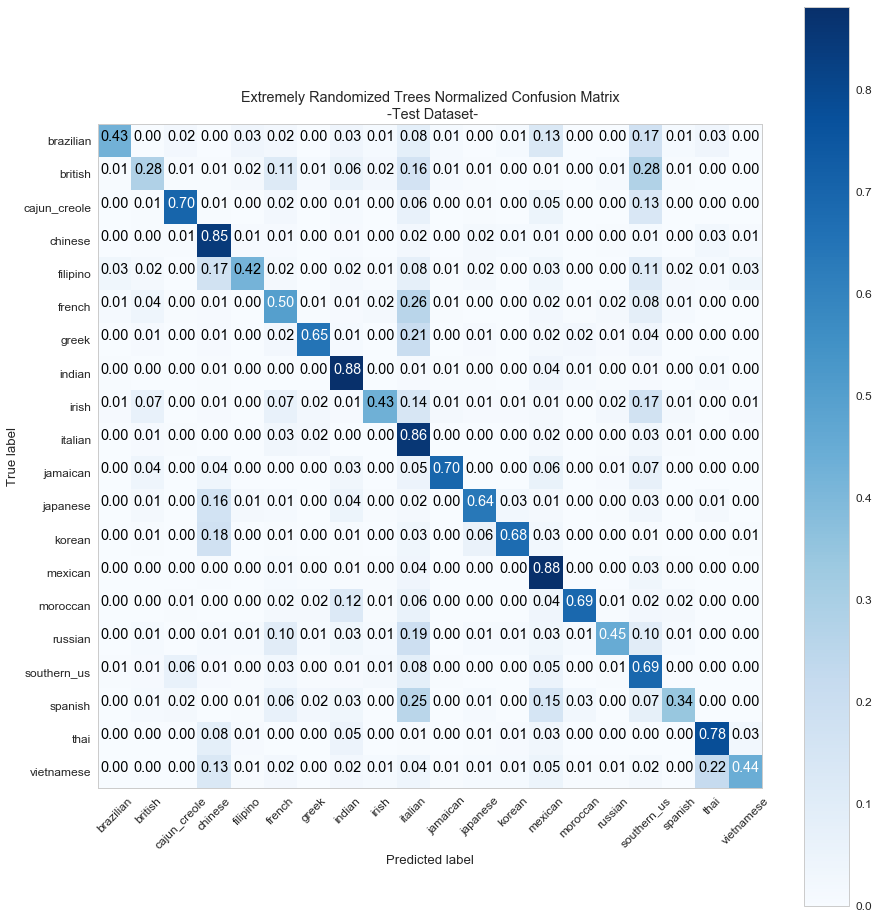 Extremely Randomized Trees Normalized Confusion Matrix
-Test Dataset-
brazilian 0.43 0.00 0.02 0.00 0.03 0.02 0.00 0.03 0.01 0.08 0.01 0.00 0.01 0.13 0.00 0.00 0.17 0.01 0.03 0.00
british 0.01 0.28 0.01 0.01 0.02 0.11 0.01 0.06 0.02 0.16 0.01 0.01 0.00 0.01 0.00 0.01 0.28 0.01 0.00 0.00
cajun_creole 0.00 0.01 0.70 0.01 0.00 0.02 0.00 0.01 0.00 0.06 0.00 0.01 0.00 0.05 0.00 0.00 0.13 0.00 0.00 0.00
chinese 0.00 0.00 0.01 0.85 0.01 0.01 0.00 0.01 0.00 0.02 0.00 0.02 0.01 0.01 0.00 0.00 0.01 0.00 0.03 0.01
filipino 0.03 0.02 0.00 0.17 0.42 0.02 0.00 0.02 0.01 0.08 0.01 0.02 0.00 0.03 0.00 0.00 0.11 0.02 0.01 0.03
french 0.01 0.04 0.00 0.01 0.00 0.50 0.01 0.01 0.02 0.26 0.00 0.00 0.00 0.02 0.01 0.02 0.08 0.01 0.00 0.00
greek 0.00 0.01 0.00 0.01 0.00 0.02 0.65 0.01 0.00 0.21 0.00 0.01 0.00 0.02 0.02 0.01 0.04 0.00 0.00 0.00
indian 0.00 0.00 0.00 0.01 0.00 0.00 0.00 0.88 0.00 0.01 0.01 0.00 0.00 0.04 0.01 0.00 0.01 0.00 0.01 0.00
irish 0.01 0.07 0.00 0.01 0.00 0.07 0.02 0.01 0.43 0.14 0.01 0.00 0.00 0.01 0.00 0.02 0.17 0.01 0.00 0.01
italian 0.00 0.01 0.00 0.00 0.00 0.03 0.02 0.00 0.00 0.86 0.00 0.00 0.00 0.02 0.00 0.00 0.03 0.01 0.00 0.00
jamaican 0.00 0.04 0.00 0.04 0.00 0.00 0.00 0.03 0.00 0.05 0.70 0.00 0.00 0.06 0.00 0.01 0.07 0.00 0.00 0.00
japanese 0.00 0.01 0.00 0.16 0.01 0.01 0.00 0.04 0.00 0.02 0.00 0.64 0.03 0.01 0.00 0.00 0.03 0.00 0.01 0.00
korean 0.00 0.01 0.00 0.18 0.00 0.01 0.00 0.01 0.00 0.03 0.00 0.06 0.68 0.03 0.00 0.00 0.01 0.00 0.00 0.01
mexican 0.00 0.00 0.00 0.00 0.00 0.01 0.00 0.01 0.00 0.04 0.00 0.00 0.00 0.88 0.00 0.00 0.03 0.00 0.00 0.00
moroccan 0.00 0.00 0.01 0.00 0.00 0.02 0.02 0.12 0.01 0.06 0.00 0.00 0.00 0.04 0.69 0.00 0.02 0.02 0.00 0.00
russian 0.00 0.01 0.00 0.01 0.00 0.10 0.01 0.03 0.01 0.19 0.00 0.01 0.01 0.03 0.01 0.45 0.10 0.01 0.00 0.00
southern_us 0.01 0.01 0.06 0.01 0.00 0.03 0.00 0.01 0.01 0.08 0.00 0.00 0.00 0.05 0.00 0.01 0.69 0.00 0.00 0.00
spanish 0.00 0.01 0.02 0.00 0.01 0.06 0.02 0.03 0.00 0.25 0.00 0.01 0.00 0.15 0.03 0.00 0.07 0.34 0.00 0.00
thai 0.00 0.00 0.00 0.08 0.01 0.00 0.00 0.05 0.00 0.01 0.00 0.01 0.01 0.03 0.00 0.00 0.00 0.00 0.78 0.03
vietnamese 0.00 0.00 0.00 0.13 0.01 0.02 0.00 0.02 0.01 0.04 0.00 0.01 0.01 0.05 0.01 0.01 0.02 0.00 0.22 0.44
brazilian british cajun_creole chinese filipino french greek indian irish italian jamaican japanese korean mexican moroccan russian southern_us spanish thai vietnamese
Predicted label
True label
0.8
0.7
0.6
0.5
0.4
0.3
0.2
0.1
0.0